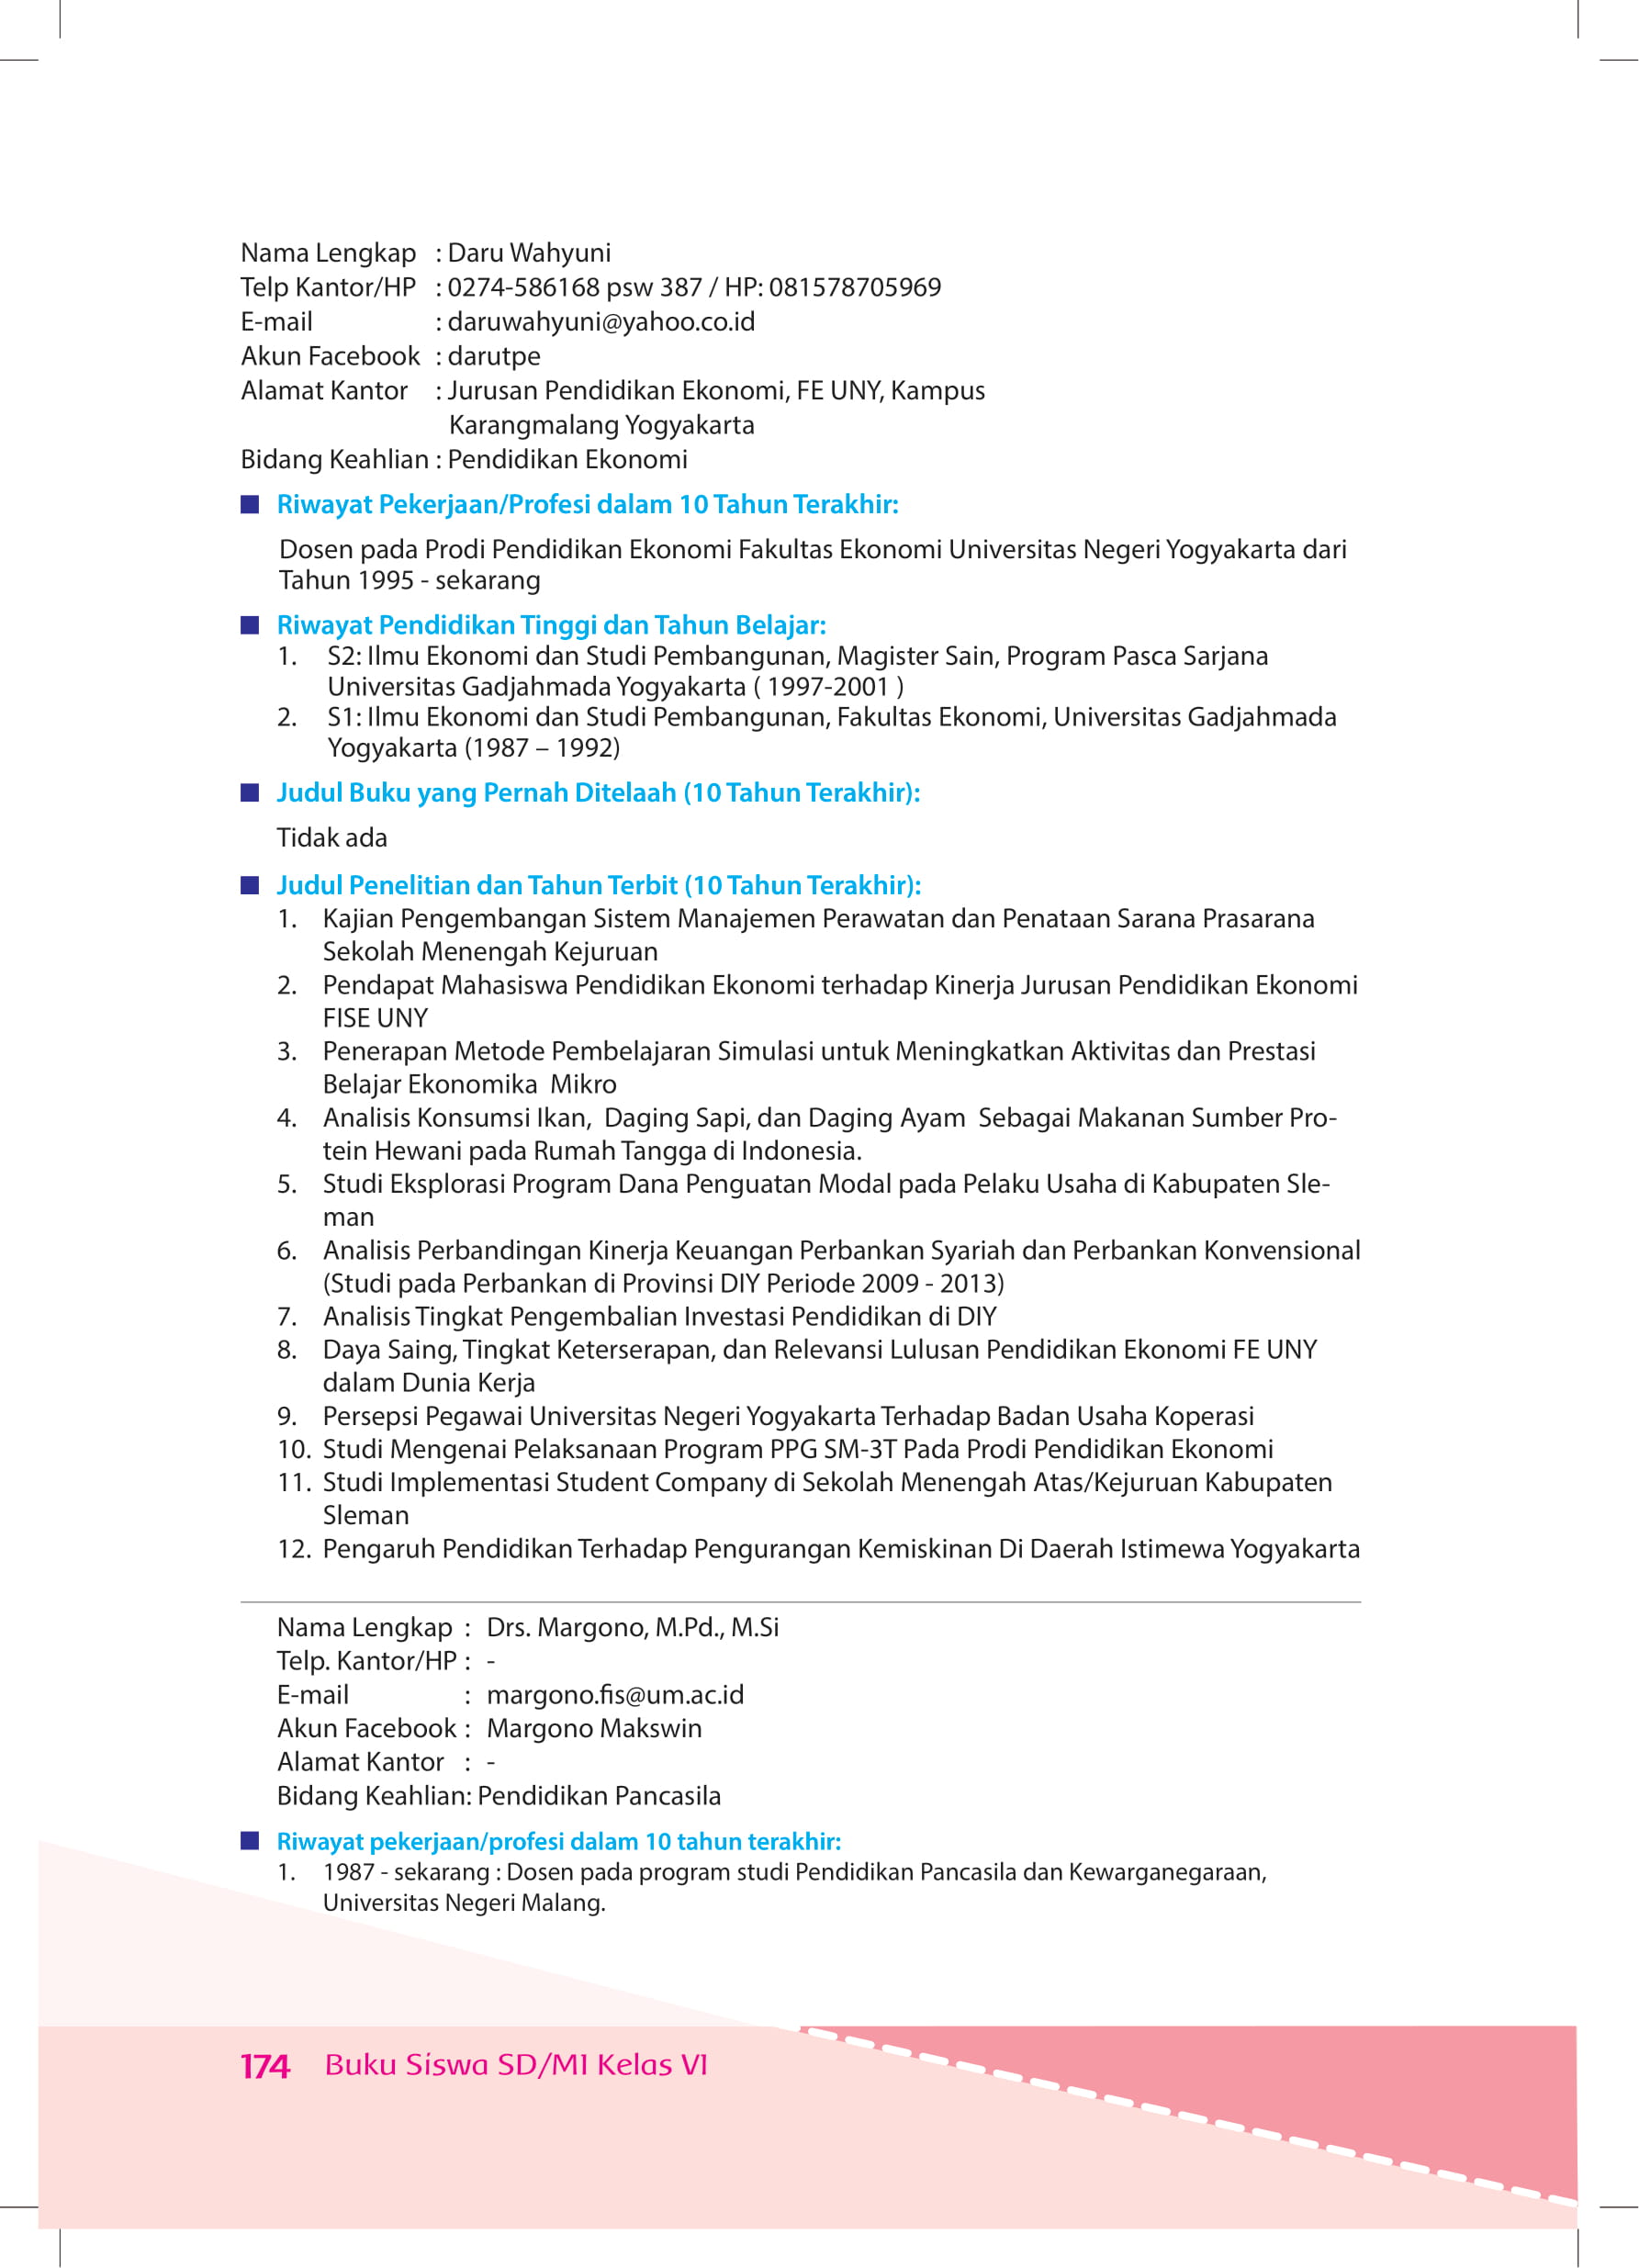 Nama Lengkap : Daru Wahyuni
Telp Kantor/HP : 0274-586168 psw 387 / HP: 081578705969
E-mail : daruwahyuni@yahoo.co.id
Akun Facebook : darutpe
Alamat Kantor : Jurusan Pendidikan Ekonomi, FE UNY, Kampus
Karangmalang Yogyakarta
Bidang Keahlian : Pendidikan Ekonomi
Riwayat Pekerjaan/Profesi dalam 10 Tahun Terakhir:
Dosen pada Prodi Pendidikan Ekonomi Fakultas Ekonomi Universitas Negeri Yogyakarta dari
Tahun 1995 - sekarang
Riwayat Pendidikan Tinggi dan Tahun Belajar:
1. S2: Ilmu Ekonomi dan Studi Pembangunan, Magister Sain, Program Pasca Sarjana
Universitas Gadjahmada Yogyakarta ( 1997-2001 )
2. S1: Ilmu Ekonomi dan Studi Pembangunan, Fakultas Ekonomi, Universitas Gadjahmada
Yogyakarta (1987 – 1992)
Judul Buku yang Pernah Ditelaah (10 Tahun Terakhir):
Tidak ada
Judul Penelitian dan Tahun Terbit (10 Tahun Terakhir):
1. Kajian Pengembangan Sistem Manajemen Perawatan dan Penataan Sarana Prasarana
Sekolah Menengah Kejuruan
2. Pendapat Mahasiswa Pendidikan Ekonomi terhadap Kinerja Jurusan Pendidikan Ekonomi
FISE UNY
3. Penerapan Metode Pembelajaran Simulasi untuk Meningkatkan Aktivitas dan Prestasi
Belajar Ekonomika Mikro
4. Analisis Konsumsi Ikan, Daging Sapi, dan Daging Ayam Sebagai Makanan Sumber Pro-
tein Hewani pada Rumah Tangga di Indonesia.
5. Studi Eksplorasi Program Dana Penguatan Modal pada Pelaku Usaha di Kabupaten Sle-
man
6. Analisis Perbandingan Kinerja Keuangan Perbankan Syariah dan Perbankan Konvensional
(Studi pada Perbankan di Provinsi DIY Periode 2009 - 2013)
7. Analisis Tingkat Pengembalian Investasi Pendidikan di DIY
8. Daya Saing, Tingkat Keterserapan, dan Relevansi Lulusan Pendidikan Ekonomi FE UNY
dalam Dunia Kerja
9. Persepsi Pegawai Universitas Negeri Yogyakarta Terhadap Badan Usaha Koperasi
10. Studi Mengenai Pelaksanaan Program PPG SM-3T Pada Prodi Pendidikan Ekonomi
11. Studi Implementasi Student Company di Sekolah Menengah Atas/Kejuruan Kabupaten
Sleman
12. Pengaruh Pendidikan Terhadap Pengurangan Kemiskinan Di Daerah Istimewa Yogyakarta
Nama Lengkap : Drs. Margono, M.Pd., M.Si
Telp. Kantor/HP : -
E-mail : margono.fis@um.ac.id
Akun Facebook : Margono Makswin
Alamat Kantor : -
Bidang Keahlian: Pendidikan Pancasila
Riwayat pekerjaan/profesi dalam 10 tahun terakhir:
1. 1987 - sekarang : Dosen pada program studi Pendidikan Pancasila dan Kewarganegaraan,
Universitas Negeri Malang.
174 Buku Siswa SD/MI Kelas VI